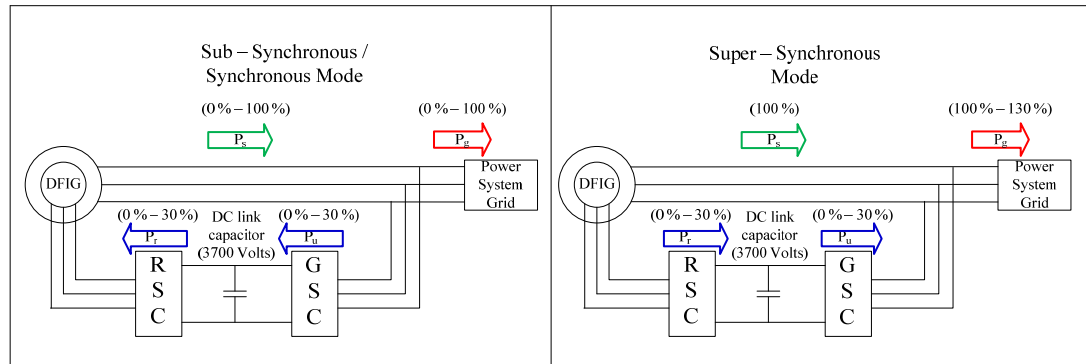 Sub – Synchronous /
Synchronous Mode
(0 % – 100 %)
(0 % – 100 %)
P_s
P_g
DFIG
Power
System
Grid
(0 % – 30 %)
DC link
capacitor
(3700 Volts)
(0 % – 30 %)
P_r
P_u
R
S
C
G
S
C
Super – Synchronous
Mode
(100 %)
(100 % – 130 %)
P_s
P_g
DFIG
Power
System
Grid
(0 % – 30 %)
DC link
capacitor
(3700 Volts)
(0 % – 30 %)
P_r
P_u
R
S
C
G
S
C